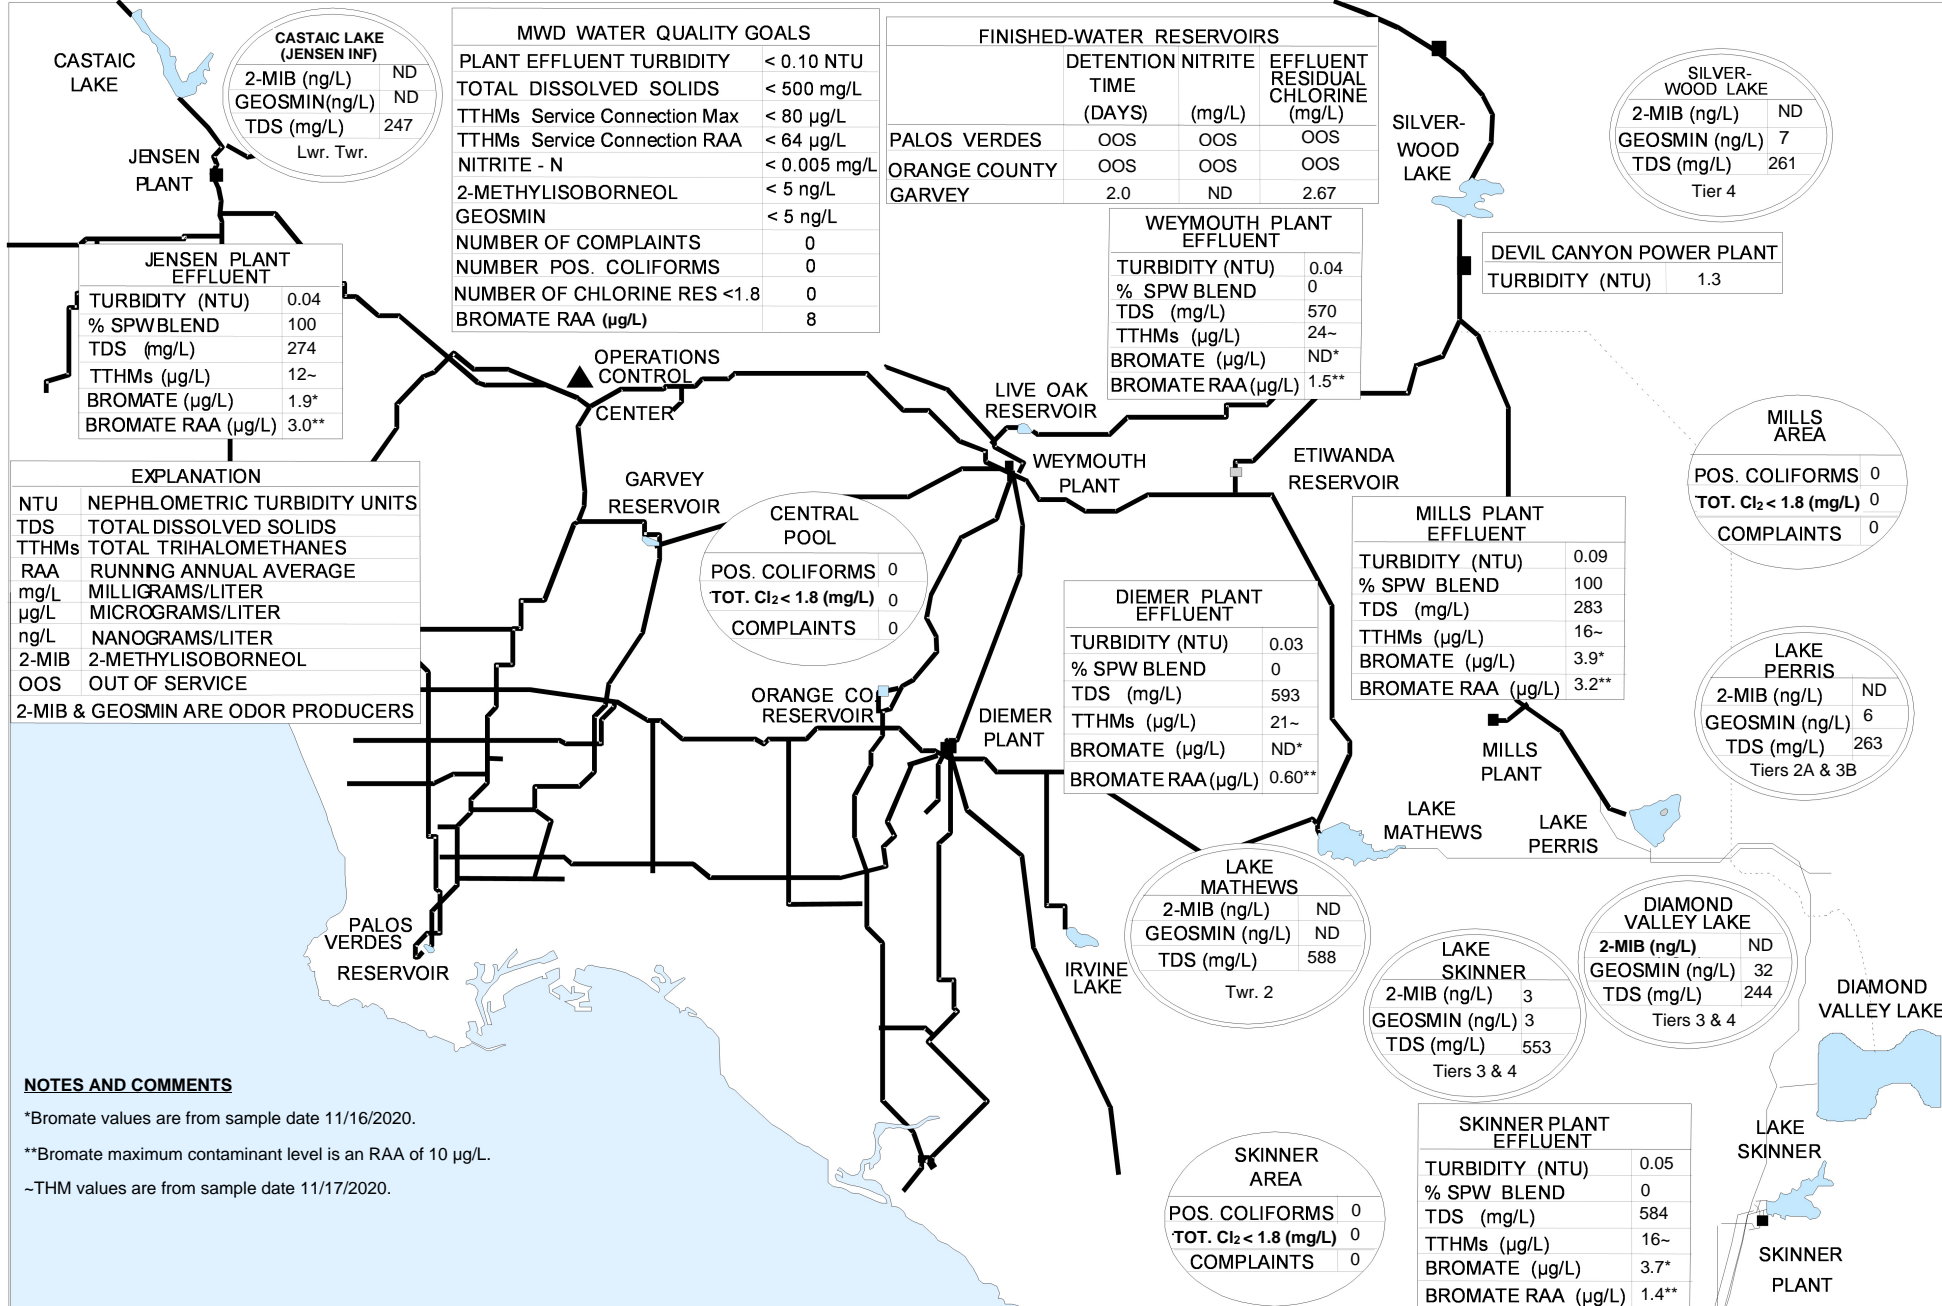 CASTAIC
LAKE
CASTAIC LAKE
(JENSEN INF)
2-MIB (ng/L) ND
GEOSMIN(ng/L) ND
TDS (mg/L) 247
Lwr. Twr.
JENSEN
PLANT
MWD WATER QUALITY GOALS
PLANT EFFLUENT TURBIDITY < 0.10 NTU
TOTAL DISSOLVED SOLIDS < 500 mg/L
TTHMs Service Connection Max < 80 µg/L
TTHMs Service Connection RAA < 64 µg/L
NITRITE - N < 0.005 mg/L
2-METHYLISOBORNEOL < 5 ng/L
GEOSMIN < 5 ng/L
NUMBER OF COMPLAINTS 0
NUMBER POS. COLIFORMS 0
NUMBER OF CHLORINE RES <1.8 0
BROMATE RAA (µg/L) 8
FINISHED-WATER RESERVOIRS
DETENTION NITRITE EFFLUENT
TIME RESIDUAL
CHLORINE
(DAYS) (mg/L) (mg/L)
PALOS VERDES OOS OOS OOS
ORANGE COUNTY OOS OOS OOS
GARVEY 2.0 ND 2.67
SILVER-
WOOD
LAKE
SILVER-
WOOD LAKE
2-MIB (ng/L) ND
GEOSMIN (ng/L) 7
TDS (mg/L) 261
Tier 4
DEVIL CANYON POWER PLANT
TURBIDITY (NTU) 1.3
WEYMOUTH PLANT
EFFLUENT
TURBIDITY (NTU) 0.04
% SPW BLEND 0
TDS (mg/L) 570
TTHMs (µg/L) 24~
BROMATE (µg/L) ND*
BROMATE RAA (µg/L) 1.5**
JENSEN PLANT
EFFLUENT
TURBIDITY (NTU) 0.04
% SPW BLEND 100
TDS (mg/L) 274
TTHMs (µg/L) 12~
BROMATE (µg/L) 1.9*
BROMATE RAA (µg/L) 3.0**
OPERATIONS
CONTROL
CENTER
LIVE OAK
RESERVOIR
WEYMOUTH
PLANT
ETIWANDA
RESERVOIR
GARVEY
RESERVOIR
MILLS
AREA
POS. COLIFORMS 0
TOT. Cl2 < 1.8 (mg/L) 0
COMPLAINTS 0
EXPLANATION
NTU NEPHELOMETRIC TURBIDITY UNITS
TDS TOTAL DISSOLVED SOLIDS
TTHMs TOTAL TRIHALOMETHANES
RAA RUNNING ANNUAL AVERAGE
mg/L MILLIGRAMS/LITER
µg/L MICROGRAMS/LITER
ng/L NANOGRAMS/LITER
2-MIB 2-METHYLISOBORNEOL
OOS OUT OF SERVICE
2-MIB & GEOSMIN ARE ODOR PRODUCERS
CENTRAL
POOL
POS. COLIFORMS 0
TOT. Cl2 < 1.8 (mg/L) 0
COMPLAINTS 0
MILLS PLANT
EFFLUENT
TURBIDITY (NTU) 0.09
% SPW BLEND 100
TDS (mg/L) 283
TTHMs (µg/L) 16~
BROMATE (µg/L) 3.9*
BROMATE RAA (µg/L) 3.2**
DIEMER PLANT
EFFLUENT
TURBIDITY (NTU) 0.03
% SPW BLEND 0
TDS (mg/L) 593
TTHMs (µg/L) 21~
BROMATE (µg/L) ND*
BROMATE RAA (µg/L) 0.60**
LAKE
PERRIS
2-MIB (ng/L) ND
GEOSMIN (ng/L) 6
TDS (mg/L) 263
Tiers 2A & 3B
ORANGE CO
RESERVOIR
DIEMER
PLANT
MILLS
PLANT
LAKE
MATHEWS
LAKE
PERRIS
LAKE
MATHEWS
2-MIB (ng/L) ND
GEOSMIN (ng/L) ND
TDS (mg/L) 588
Twr. 2
DIAMOND
VALLEY LAKE
2-MIB (ng/L) ND
GEOSMIN (ng/L) 32
TDS (mg/L) 244
Tiers 3 & 4
PALOS
VERDES
RESERVOIR
IRVINE
LAKE
LAKE
SKINNER
2-MIB (ng/L) 3
GEOSMIN (ng/L) 3
TDS (mg/L) 553
Tiers 3 & 4
DIAMOND
VALLEY LAKE
NOTES AND COMMENTS
*Bromate values are from sample date 11/16/2020.
**Bromate maximum contaminant level is an RAA of 10 µg/L.
~THM values are from sample date 11/17/2020.
SKINNER
AREA
POS. COLIFORMS 0
TOT. Cl2 < 1.8 (mg/L) 0
COMPLAINTS 0
SKINNER PLANT
EFFLUENT
TURBIDITY (NTU) 0.05
% SPW BLEND 0
TDS (mg/L) 584
TTHMs (µg/L) 16~
BROMATE (µg/L) 3.7*
BROMATE RAA (µg/L) 1.4**
LAKE
SKINNER
SKINNER
PLANT